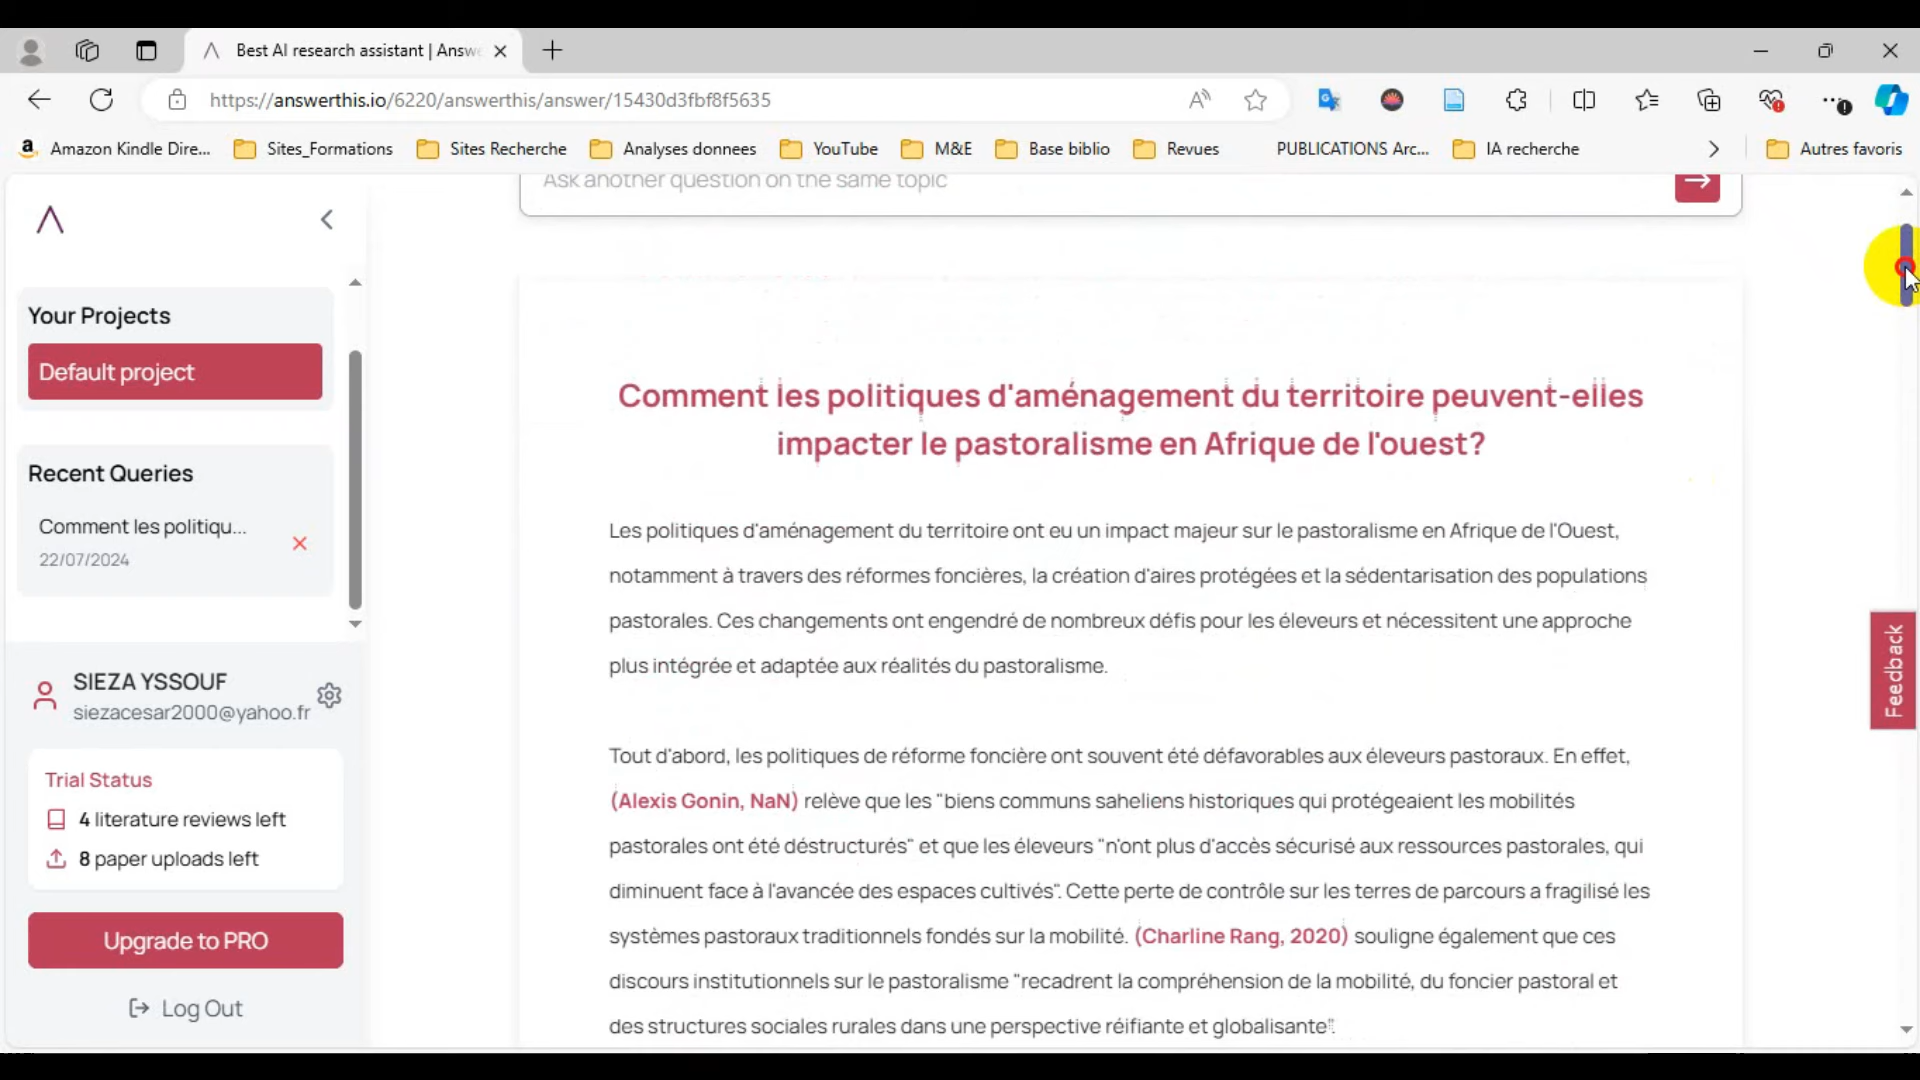 Best AI research assistant | Answ
https://answerthis.io/6220/answerthis/answer/15430d3fbf8f5635
Amazon Kindle Dire...
Sites_Formations
Sites Recherche
Analyses donnees
YouTube
M&E
Base biblio
Revues
PUBLICATIONS Arc...
IA recherche
Autres favoris
Ask another question on the same topic
Your Projects
Default project
Recent Queries
Comment les politiqu...
22/07/2024
SIEZA YSSOUF
siezacesar2000@yahoo.fr
Trial Status
4 literature reviews left
8 paper uploads left
Upgrade to PRO
Log Out
Comment les politiques d'aménagement du territoire peuvent-elles
impacter le pastoralisme en Afrique de l'ouest?
Les politiques d'aménagement du territoire ont eu un impact majeur sur le pastoralisme en Afrique de l'Ouest,
notamment à travers des réformes foncières, la création d'aires protégées et la sédentarisation des populations
pastorales. Ces changements ont engendré de nombreux défis pour les éleveurs et nécessitent une approche
plus intégrée et adaptée aux réalités du pastoralisme.
Tout d'abord, les politiques de réforme foncière ont souvent été défavorables aux éleveurs pastoraux. En effet,
(Alexis Gonin, NaN) relève que les "biens communs saheliens historiques qui protégeaient les mobilités
pastorales ont été déstructurés" et que les éleveurs "n'ont plus d'accès sécurisé aux ressources pastorales, qui
diminuent face à l'avancée des espaces cultivés". Cette perte de contrôle sur les terres de parcours a fragilisé les
systèmes pastoraux traditionnels fondés sur la mobilité. (Charline Rang, 2020) souligne également que ces
discours institutionnels sur le pastoralisme "recadrent la compréhension de la mobilité, du foncier pastoral et
des structures sociales rurales dans une perspective réifiante et globalisante".
Feedback